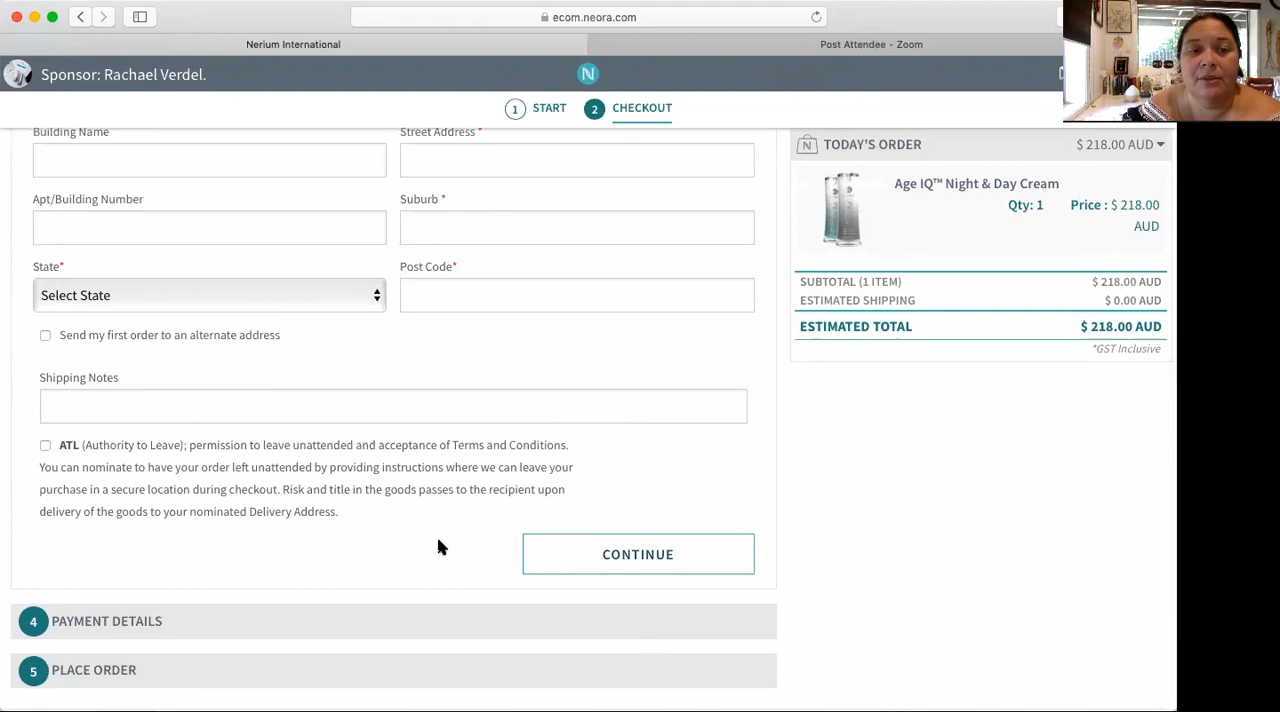 ecom.neora.com
Nerium International
Post Attendee - Zoom
Sponsor: Rachael Verdel.
N
1 START
2 CHECKOUT
Building Name
Street Address *
Apt/Building Number
Suburb *
State*
Post Code*
Select State
Send my first order to an alternate address
Shipping Notes
ATL (Authority to Leave); permission to leave unattended and acceptance of Terms and Conditions.
You can nominate to have your order left unattended by providing instructions where we can leave your
purchase in a secure location during checkout. Risk and title in the goods passes to the recipient upon
delivery of the goods to your nominated Delivery Address.
CONTINUE
4 PAYMENT DETAILS
5 PLACE ORDER
N TODAY'S ORDER $ 218.00 AUD
Age IQ™ Night & Day Cream
Qty: 1 Price : $ 218.00
AUD
SUBTOTAL (1 ITEM) $ 218.00 AUD
ESTIMATED SHIPPING $ 0.00 AUD
ESTIMATED TOTAL $ 218.00 AUD
*GST Inclusive